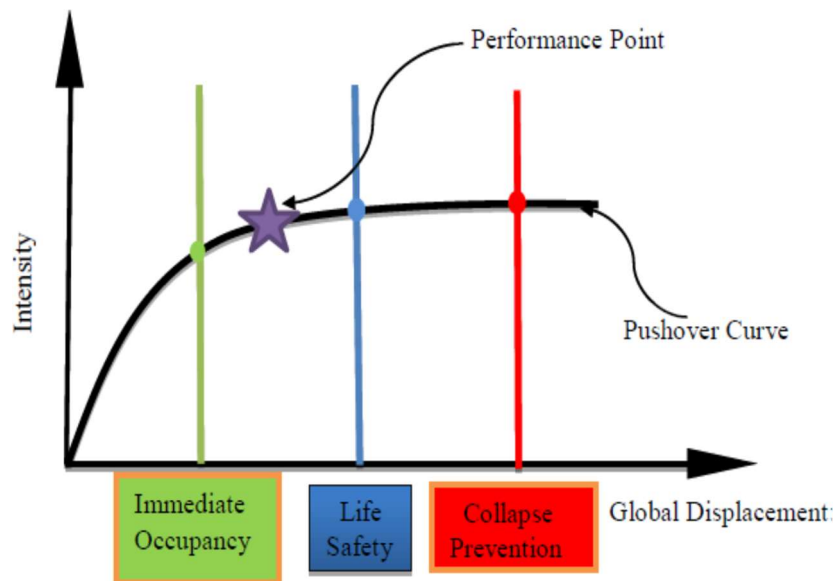 Performance Point
Intensity
Pushover Curve
Immediate
Occupancy
Life
Safety
Collapse
Prevention
Global Displacement: